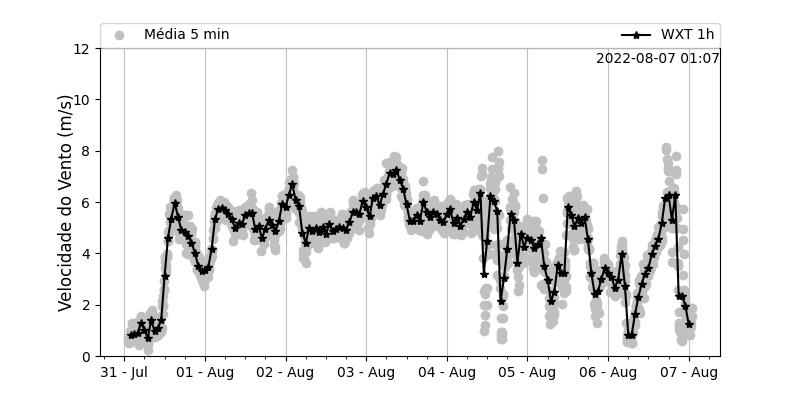 Média 5 min WXT 1h
2022-08-07 01:07
Velocidade do Vento (m/s)
12
10
8
6
4
2
0
31 - Jul 01 - Aug 02 - Aug 03 - Aug 04 - Aug 05 - Aug 06 - Aug 07 - Aug